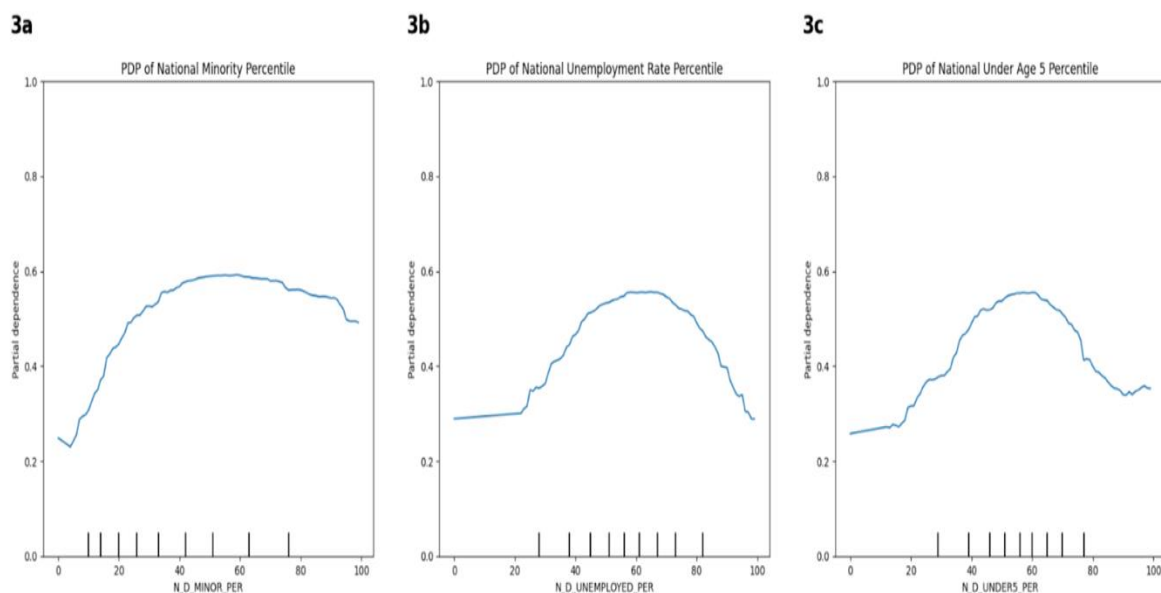 3a
PDP of National Minority Percentile
1.0
0.8
0.6
0.4
0.2
0.0
Partial dependence
0 20 40 60 80 100
N_D_MINOR_PER
3b
PDP of National Unemployment Rate Percentile
1.0
0.8
0.6
0.4
0.2
0.0
Partial dependence
0 20 40 60 80 100
N_D_UNEMPLOYED_PER
3c
PDP of National Under Age 5 Percentile
1.0
0.8
0.6
0.4
0.2
0.0
Partial dependence
0 20 40 60 80 100
N_D_UNDER5_PER